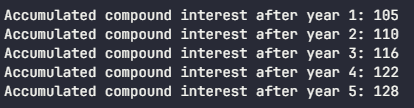 Accumulated compound interest after year 1: 105
Accumulated compound interest after year 2: 110
Accumulated compound interest after year 3: 116
Accumulated compound interest after year 4: 122
Accumulated compound interest after year 5: 128